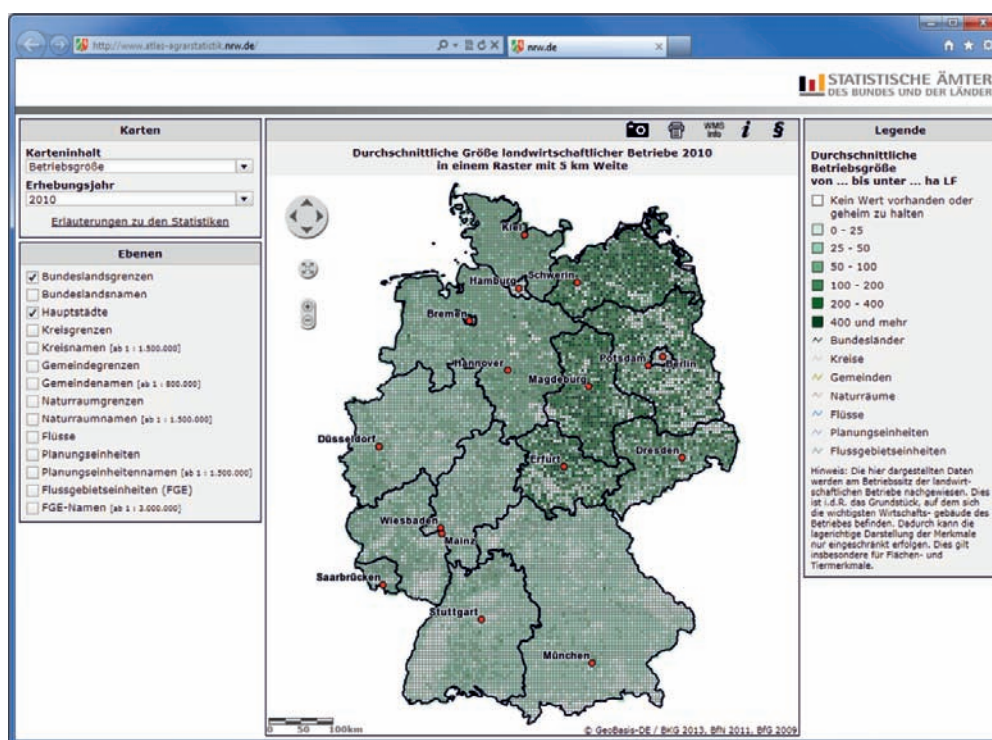 http://www.atlas-agrarstatistik.nrw.de/
nrw.de
STATISTISCHE ÄMTER
DES BUNDES UND DER LÄNDER
Karten
Karteninhalt
Betriebsgröße
Erhebungsjahr
2010
Erläuterungen zu den Statistiken
Ebenen
Bundeslandsgrenzen
Bundeslandsnamen
Hauptstädte
Kreisgrenzen
Kreisnamen [ab 1 : 1.500.000]
Gemeindegrenzen
Gemeindenamen [ab 1 : 800.000]
Naturraumgrenzen
Naturraumnamen [ab 1 : 1.500.000]
Flüsse
Planungseinheiten
Planungseinheitennamen [ab 1 : 1.500.000]
Flussgebietseinheiten (FGE)
FGE-Namen [ab 1 : 3.000.000]
WMS
Info
i
§
Durchschnittliche Größe landwirtschaftlicher Betriebe 2010
in einem Raster mit 5 km Weite
Kiel
Schwerin
Hamburg
Bremen
Potsdam
Berlin
Hannover
Magdeburg
Düsseldorf
Erfurt
Dresden
Wiesbaden
Mainz
Saarbrücken
Stuttgart
München
0 50 100km
© GeoBasis-DE / BKG 2013, BfN 2011, BfG 2009
Legende
Durchschnittliche
Betriebsgröße
von ... bis unter ... ha LF
Kein Wert vorhanden oder
geheim zu halten
0 - 25
25 - 50
50 - 100
100 - 200
200 - 400
400 und mehr
Bundesländer
Kreise
Gemeinden
Naturräume
Flüsse
Planungseinheiten
Flussgebietseinheiten
Hinweis: Die hier dargestellten Daten
werden am Betriebssitz der landwirt-
schaftlichen Betriebe nachgewiesen. Dies
ist i.d.R. das Grundstück, auf dem sich
die wichtigsten Wirtschafts- gebäude des
Betriebes befinden. Dadurch kann die
lagerichtige Darstellung der Merkmale
nur eingeschränkt erfolgen. Dies gilt
insbesondere für Flächen- und
Tiermerkmale.